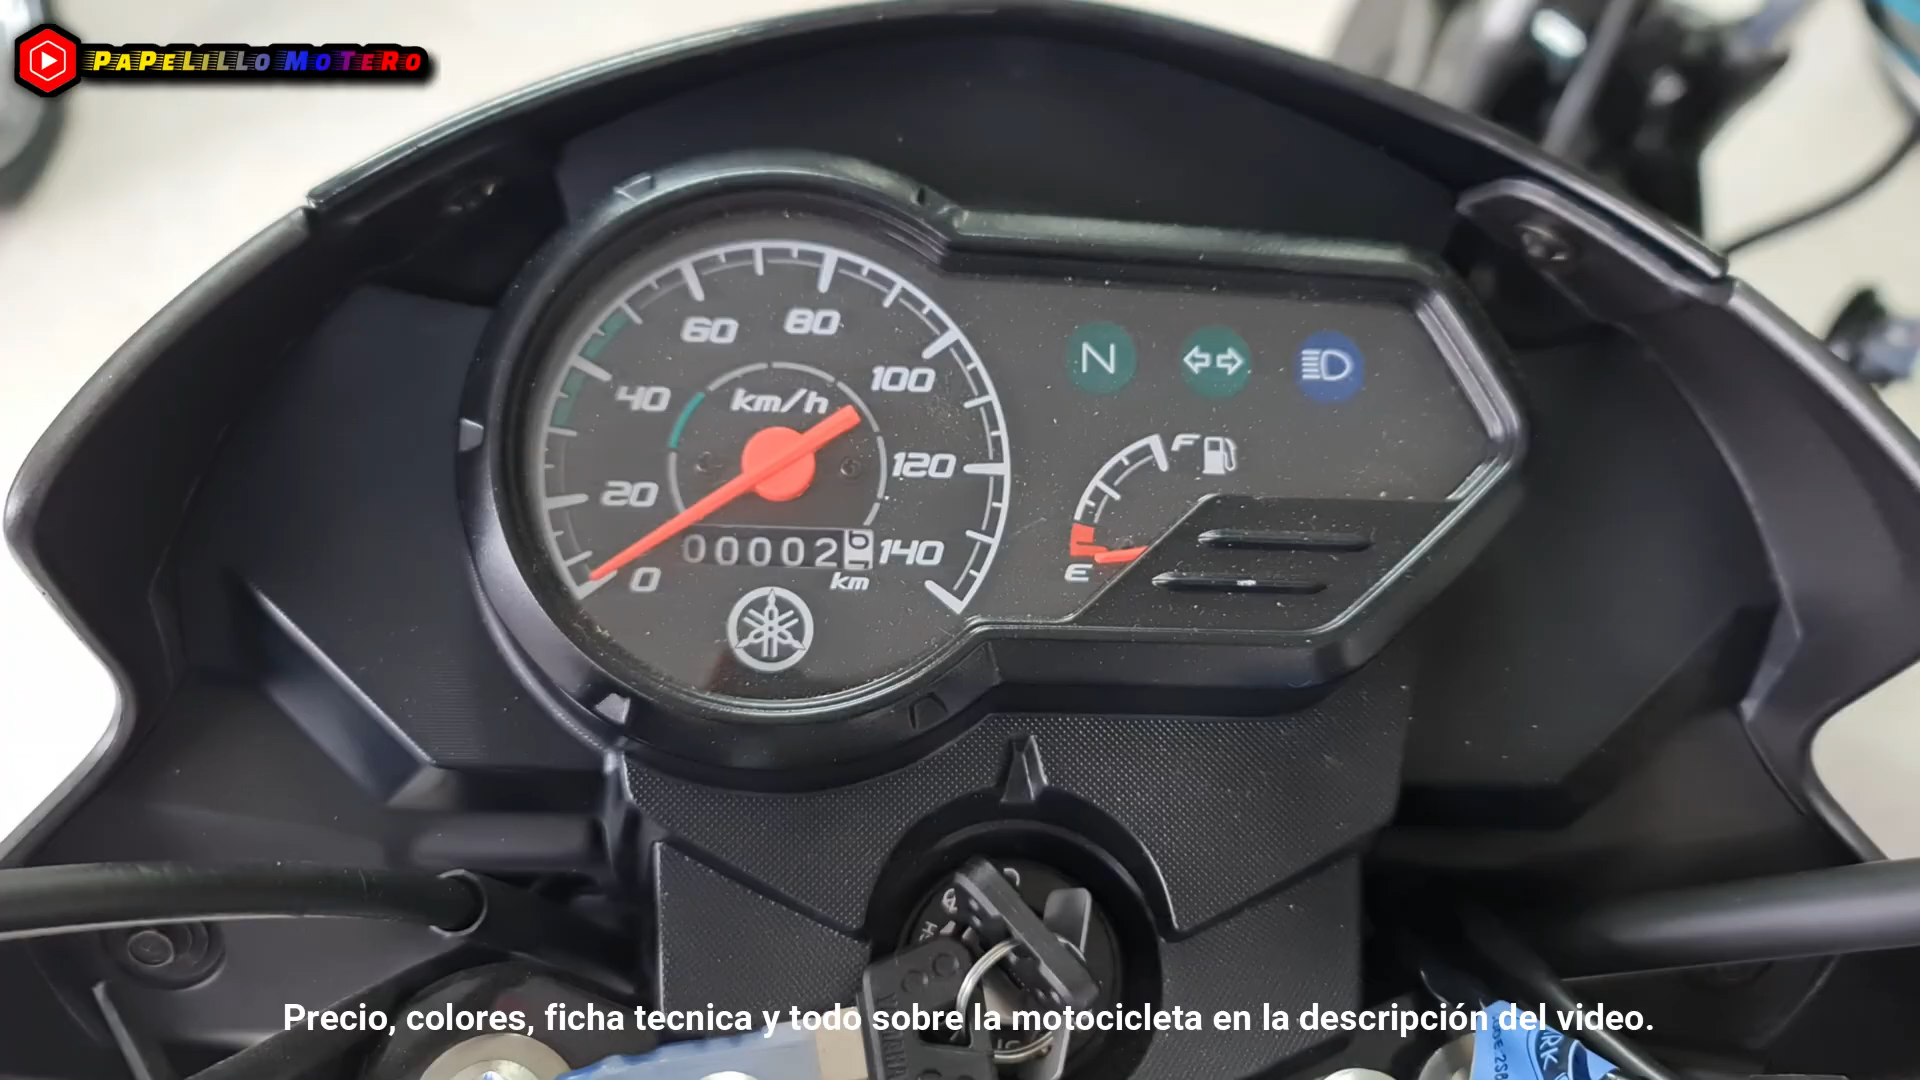 PaPeLiLLo MoTeRo
60 80
40 km/h 100
20 120
00002 140
0 km
N
F
E
Precio, colores, ficha tecnica y todo sobre la motocicleta en la descripción del video.